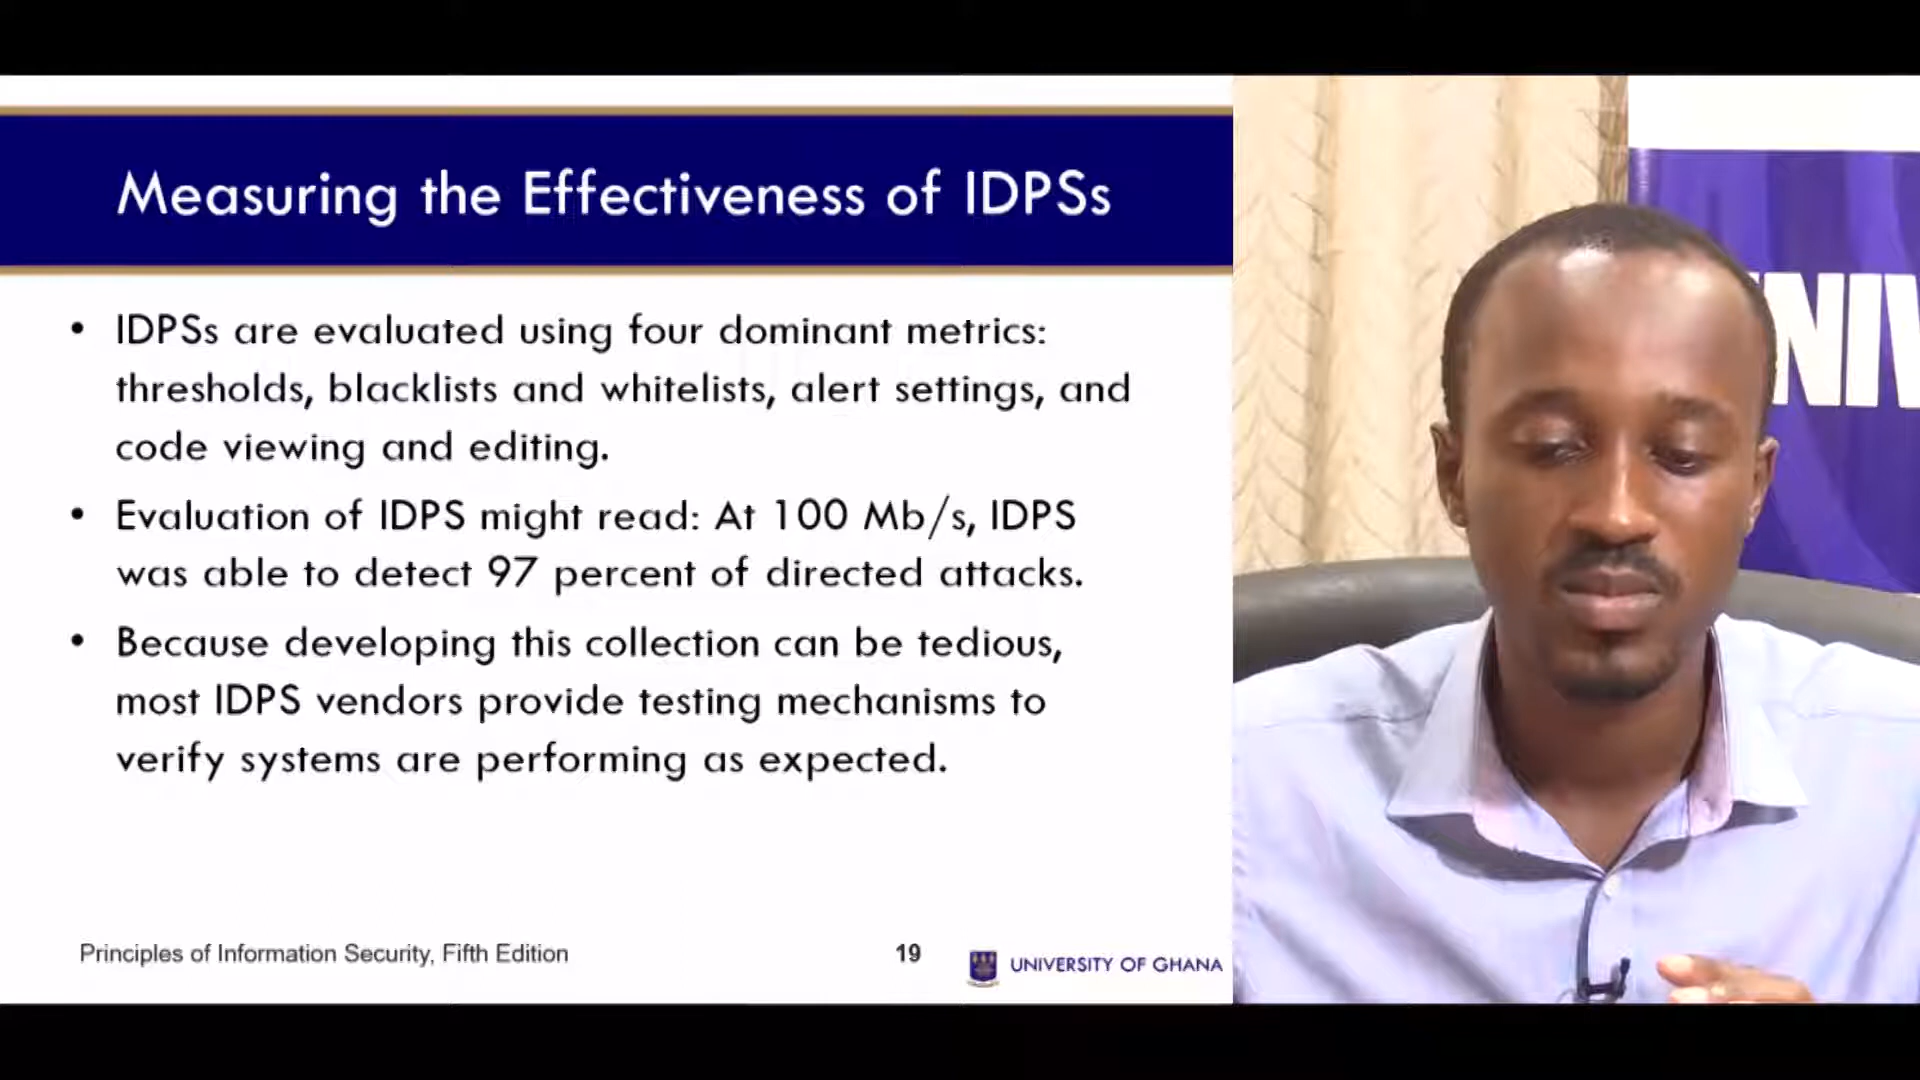 Measuring the Effectiveness of IDPSs
• IDPSs are evaluated using four dominant metrics:
thresholds, blacklists and whitelists, alert settings, and
code viewing and editing.
• Evaluation of IDPS might read: At 100 Mb/s, IDPS
was able to detect 97 percent of directed attacks.
• Because developing this collection can be tedious,
most IDPS vendors provide testing mechanisms to
verify systems are performing as expected.
Principles of Information Security, Fifth Edition
19
UNIVERSITY OF GHANA